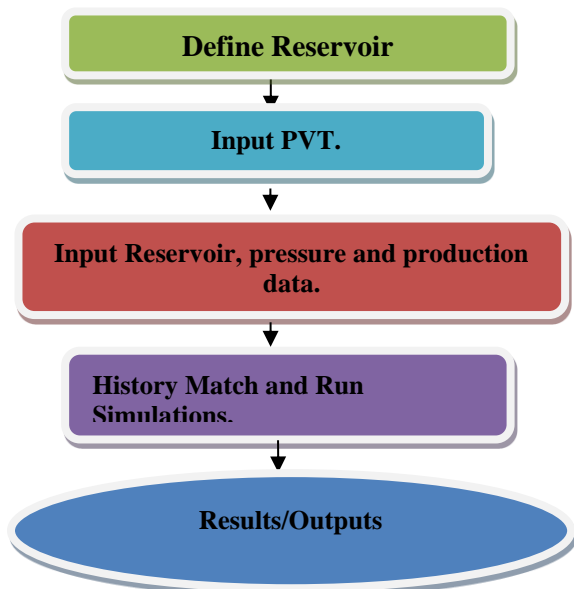 Define Reservoir
Input PVT.
Input Reservoir, pressure and production
data.
History Match and Run
Simulations.
Results/Outputs